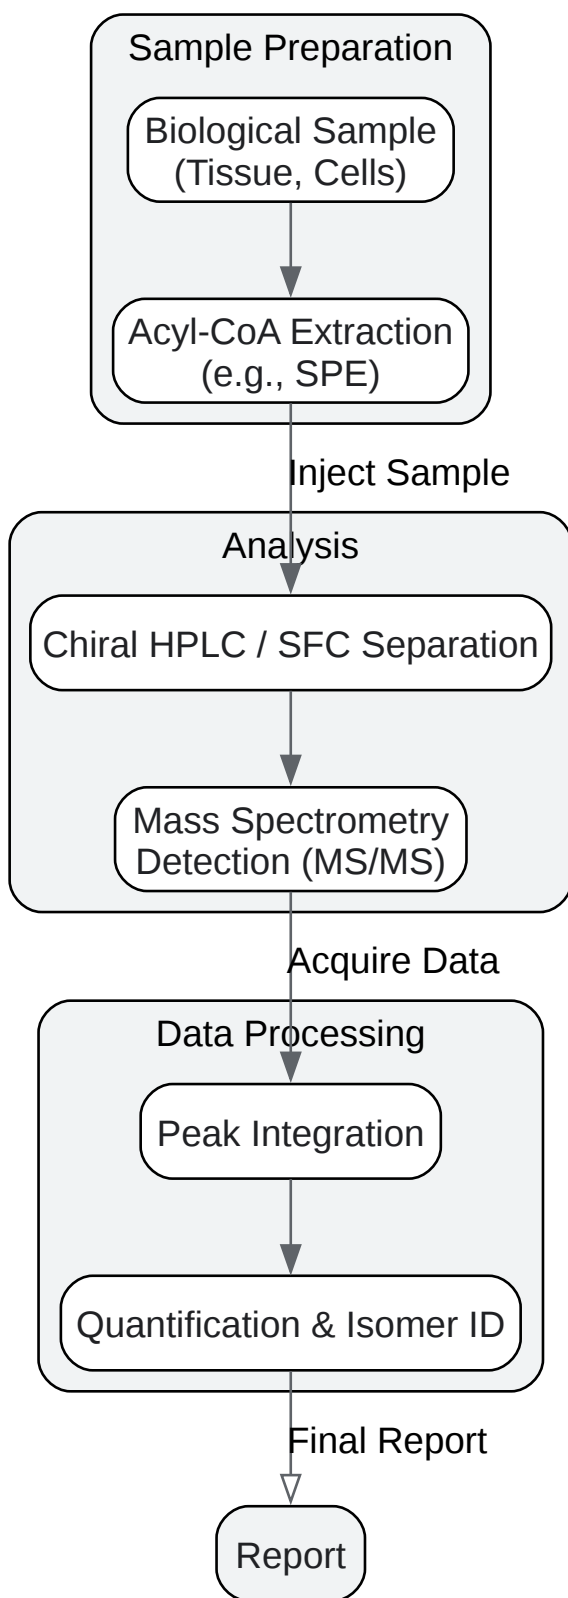 Sample Preparation
Biological Sample
(Tissue, Cells)
Acyl-CoA Extraction
(e.g., SPE)
Inject Sample
Analysis
Chiral HPLC / SFC Separation
Mass Spectrometry
Detection (MS/MS)
Acquire Data
Data Processing
Peak Integration
Quantification & Isomer ID
Final Report
Report